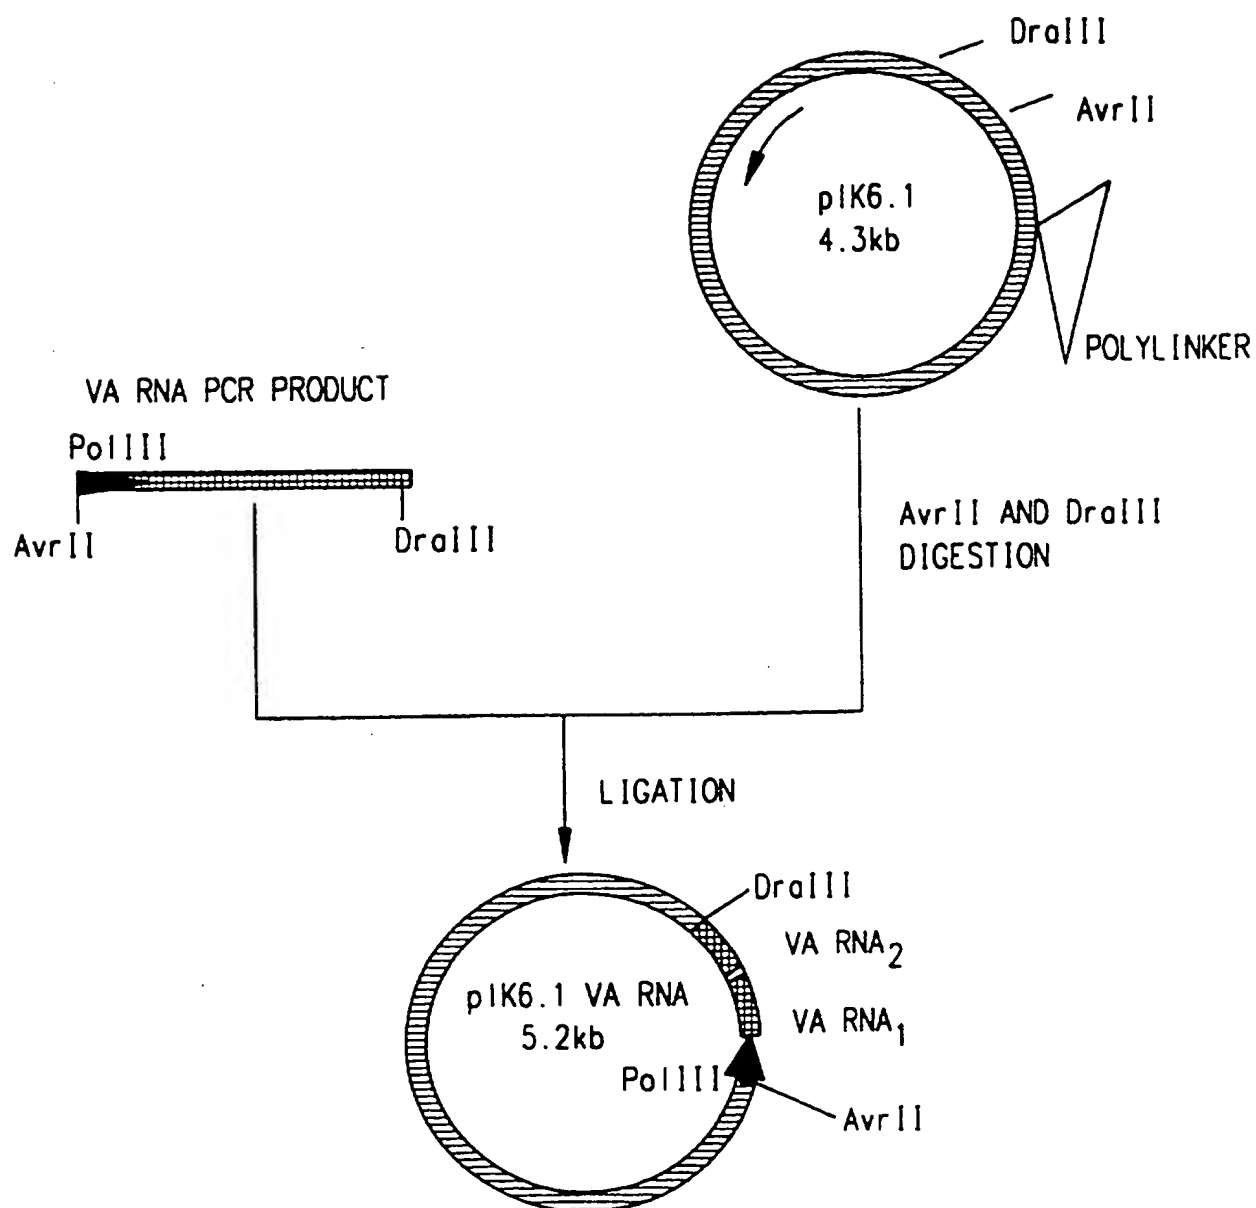 DraIII
AvrII
pIK6.1
4.3kb
POLYLINKER
VA RNA PCR PRODUCT
PolIII
AvrII
DraIII
AvrII AND DraIII
DIGESTION
LIGATION
DraIII
VA RNA2
pIK6.1 VA RNA
5.2kb
VA RNA1
PolIII
AvrII